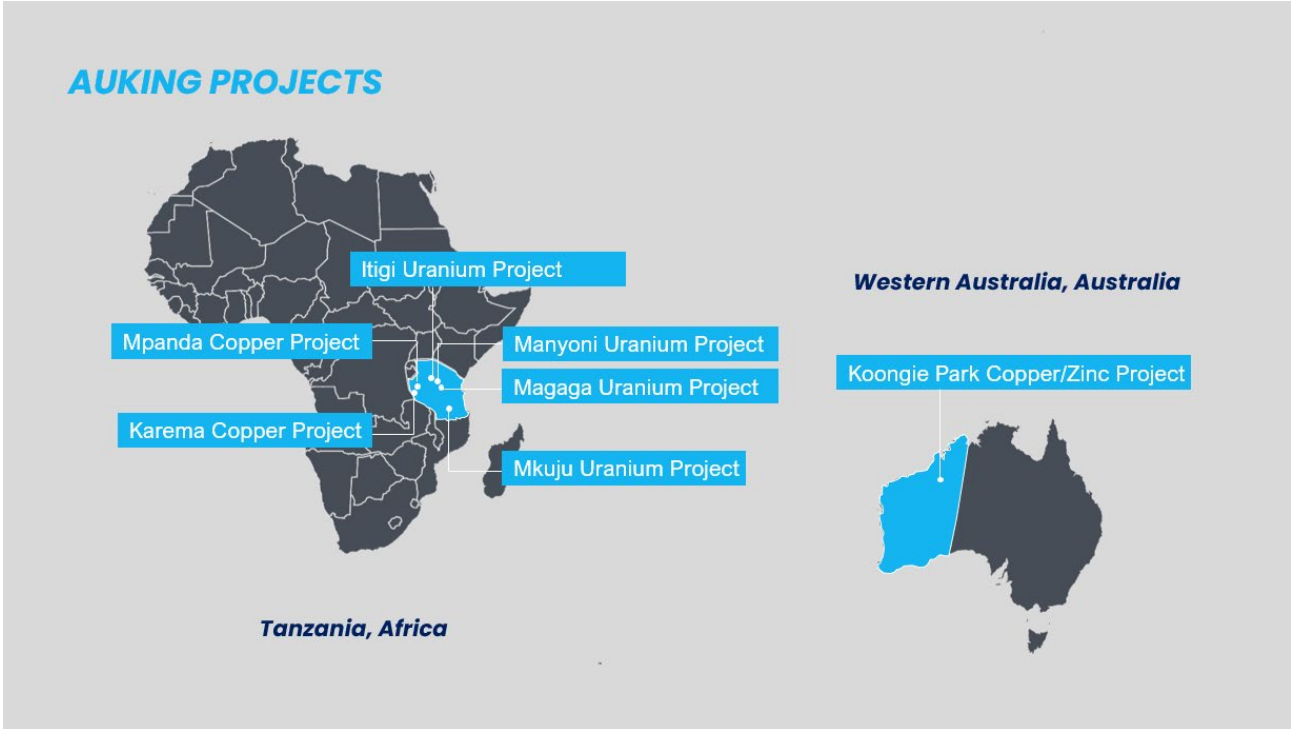 AUKING PROJECTS
Itigi Uranium Project
Mpanda Copper Project
Manyoni Uranium Project
Magaga Uranium Project
Karema Copper Project
Mkuju Uranium Project
Tanzania, Africa
Western Australia, Australia
Koongie Park Copper/Zinc Project